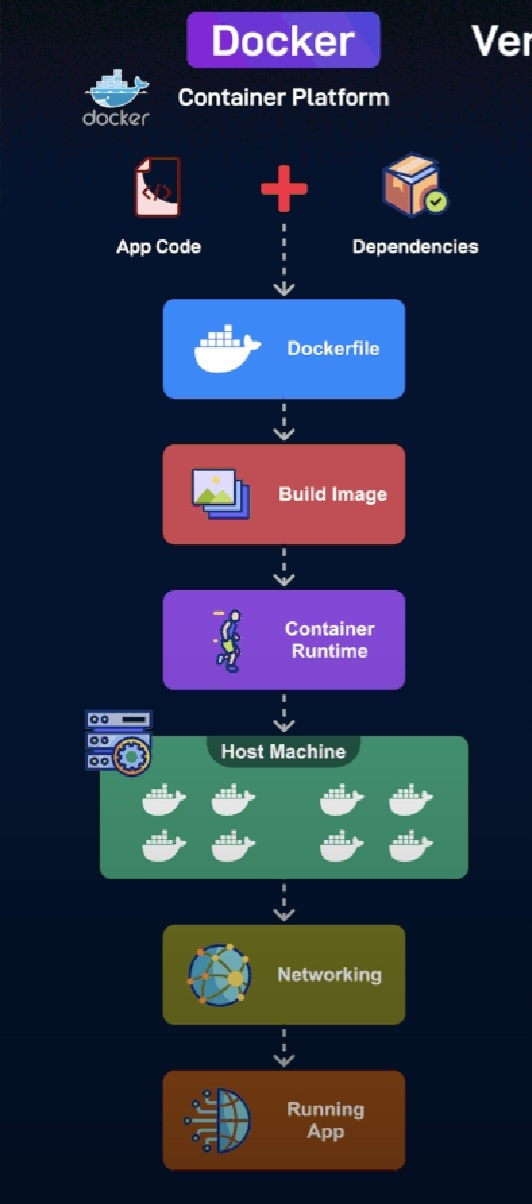 Docker
Ver
docker
Container Platform
App Code
Dependencies
Dockerfile
Build Image
Container
Runtime
Host Machine
Networking
Running
App